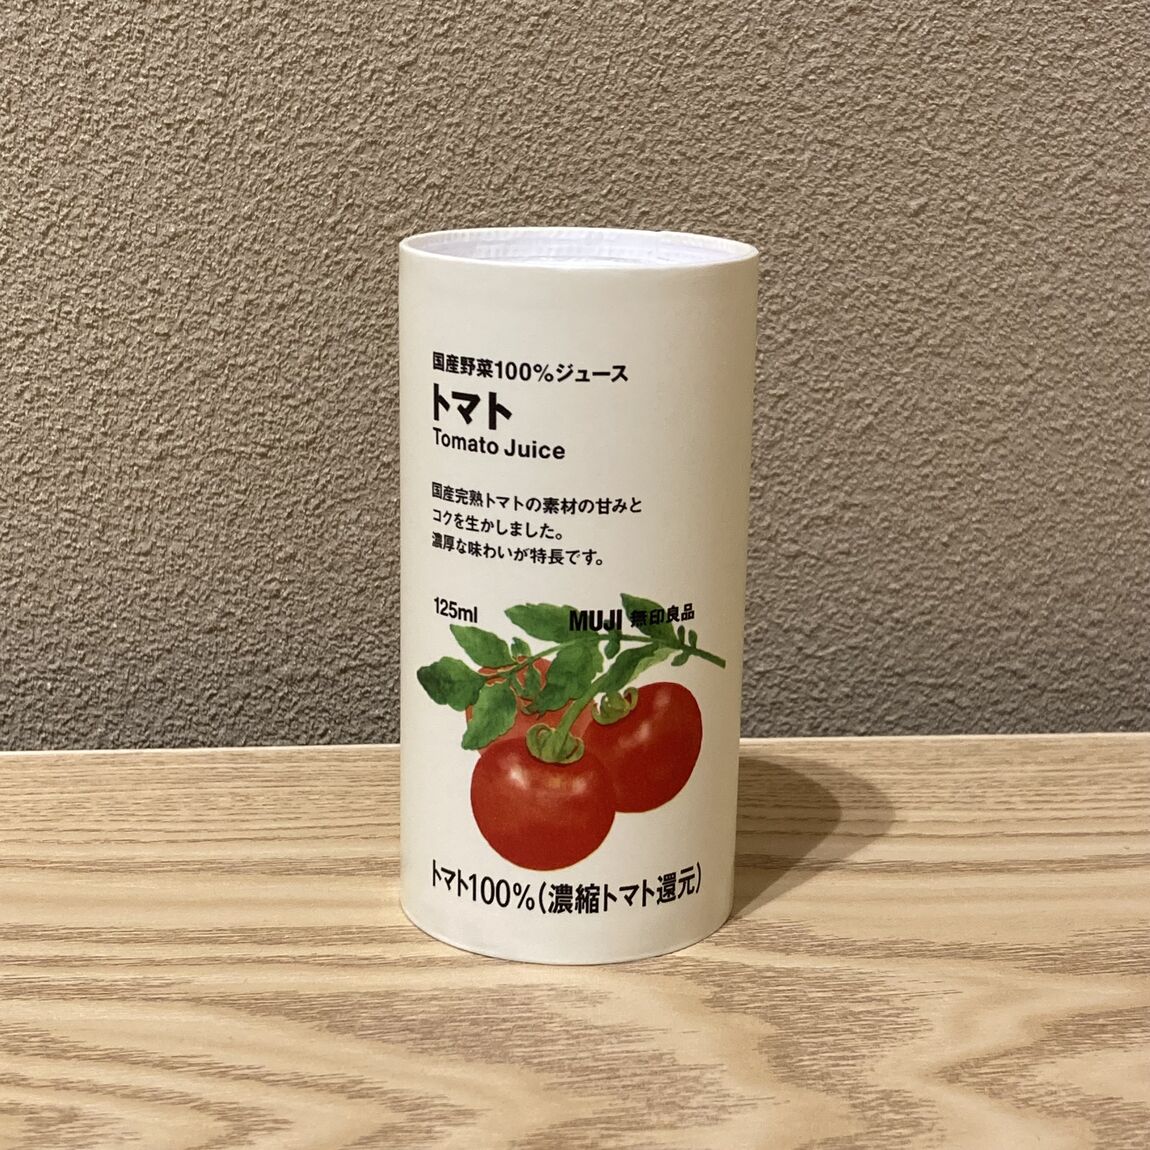 国産野菜100%ジュース
トマト
Tomato Juice
国産完熟トマトの素材の甘みと
コクを生かしました。
濃厚な味わいが特長です。
125ml
MUJI 無印良品
トマト100%(濃縮トマト還元)